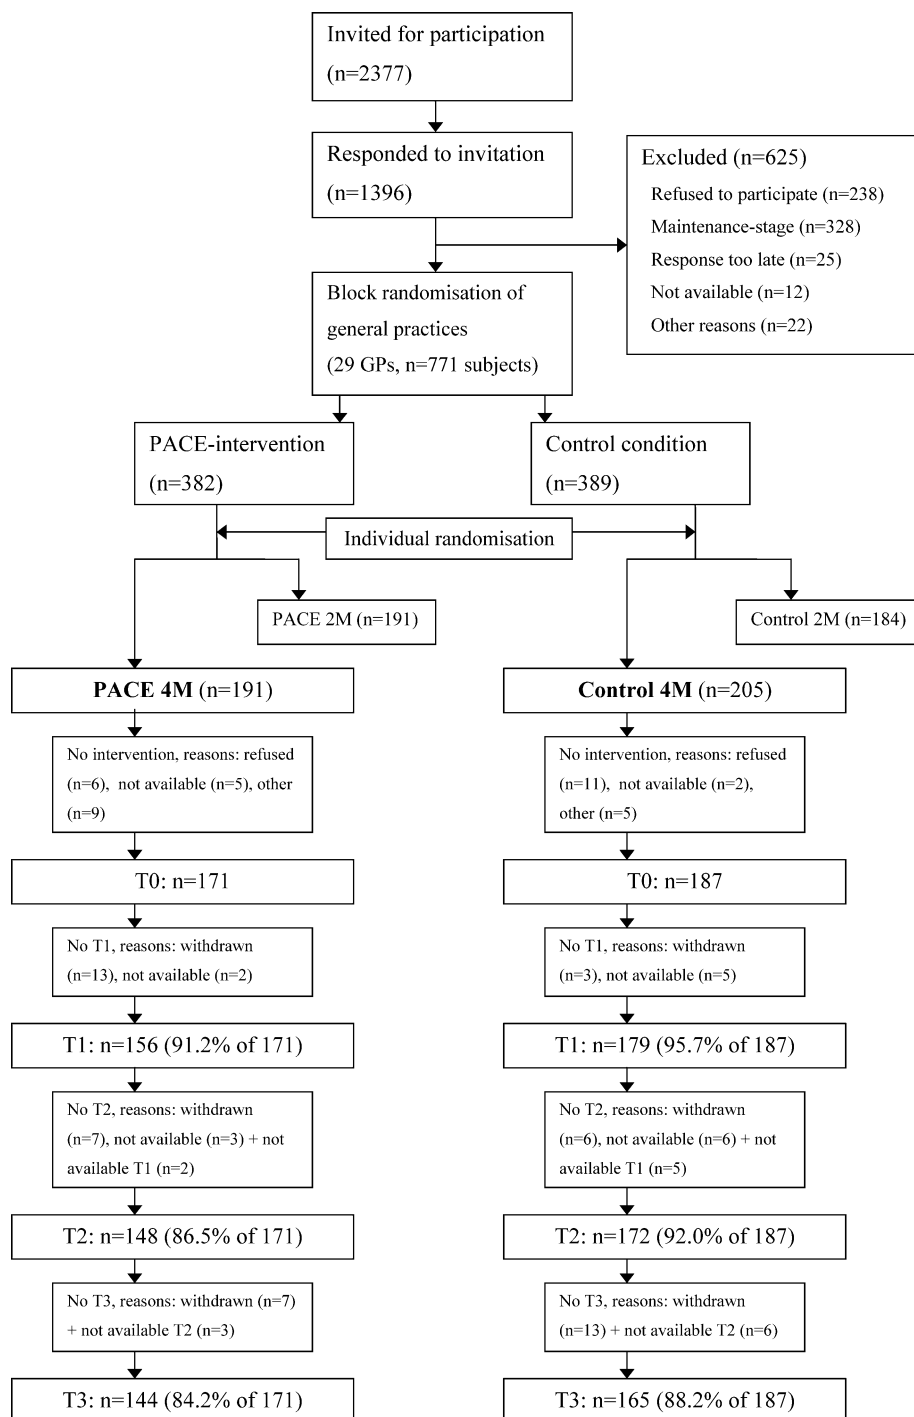 Invited for participation
(n=2377)
Responded to invitation
(n=1396)
Excluded (n=625)
Refused to participate (n=238)
Maintenance-stage (n=328)
Response too late (n=25)
Not available (n=12)
Other reasons (n=22)
Block randomisation of
general practices
(29 GPs, n=771 subjects)
PACE-intervention
(n=382)
Control condition
(n=389)
Individual randomisation
PACE 2M (n=191)
Control 2M (n=184)
PACE 4M (n=191)
Control 4M (n=205)
No intervention, reasons: refused
(n=6), not available (n=5), other
(n=9)
No intervention, reasons: refused
(n=11), not available (n=2),
other (n=5)
T0: n=171
T0: n=187
No T1, reasons: withdrawn
(n=13), not available (n=2)
No T1, reasons: withdrawn
(n=3), not available (n=5)
T1: n=156 (91.2% of 171)
T1: n=179 (95.7% of 187)
No T2, reasons: withdrawn
(n=7), not available (n=3) + not
available T1 (n=2)
No T2, reasons: withdrawn
(n=6), not available (n=6) + not
available T1 (n=5)
T2: n=148 (86.5% of 171)
T2: n=172 (92.0% of 187)
No T3, reasons: withdrawn (n=7)
+ not available T2 (n=3)
No T3, reasons: withdrawn
(n=13) + not available T2 (n=6)
T3: n=144 (84.2% of 171)
T3: n=165 (88.2% of 187)